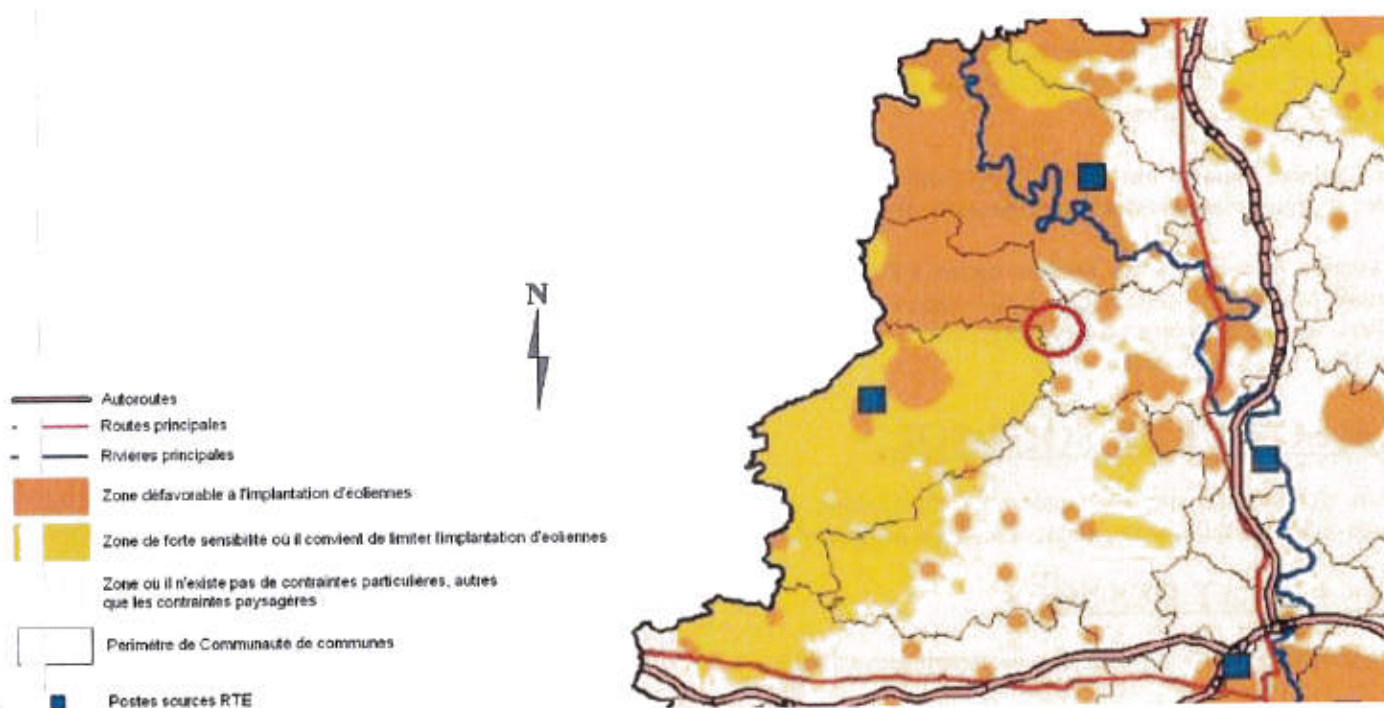 N
Autoroutes
Routes principales
Rivières principales
Zone défavorable a l'implantation d'éoliennes
Zone de forte sensibilité où il convient de limiter l'implantation d'éoliennes
Zone où il n'existe pas de contraintes particulières, autres
que les contraintes paysagères
Perimètre de Communauté de communes
Postes sources RTE